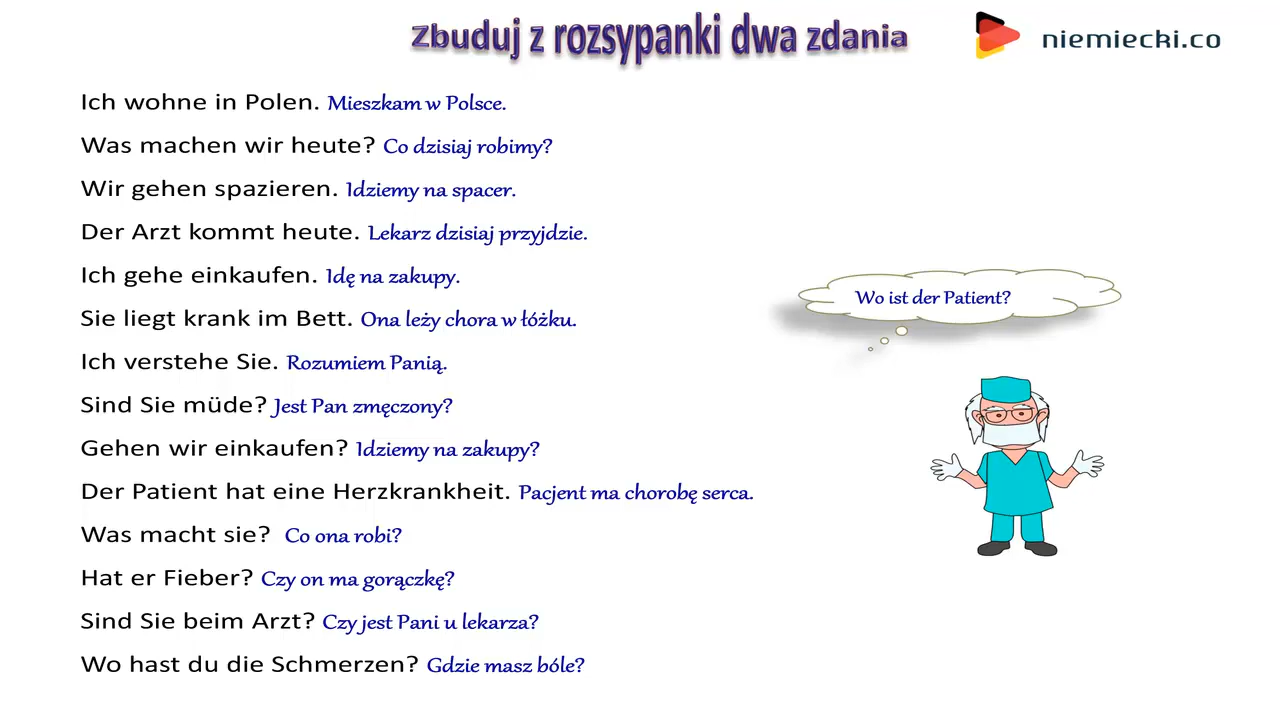 Zbuduj z rozsypanki dwa zdania
niemiecki.co
Ich wohne in Polen. Mieszkam w Polsce.
Was machen wir heute? Co dzisiaj robimy?
Wir gehen spazieren. Idziemy na spacer.
Der Arzt kommt heute. Lekarz dzisiaj przyjdzie.
Ich gehe einkaufen. Idę na zakupy.
Sie liegt krank im Bett. Ona leży chora w łóżku.
Ich verstehe Sie. Rozumiem Panią.
Sind Sie müde? Jest Pan zmęczony?
Gehen wir einkaufen? Idziemy na zakupy?
Der Patient hat eine Herzkrankheit. Pacjent ma chorobę serca.
Was macht sie? Co ona robi?
Hat er Fieber? Czy on ma gorączkę?
Sind Sie beim Arzt? Czy jest Pani u lekarza?
Wo hast du die Schmerzen? Gdzie masz bóle?
Wo ist der Patient?